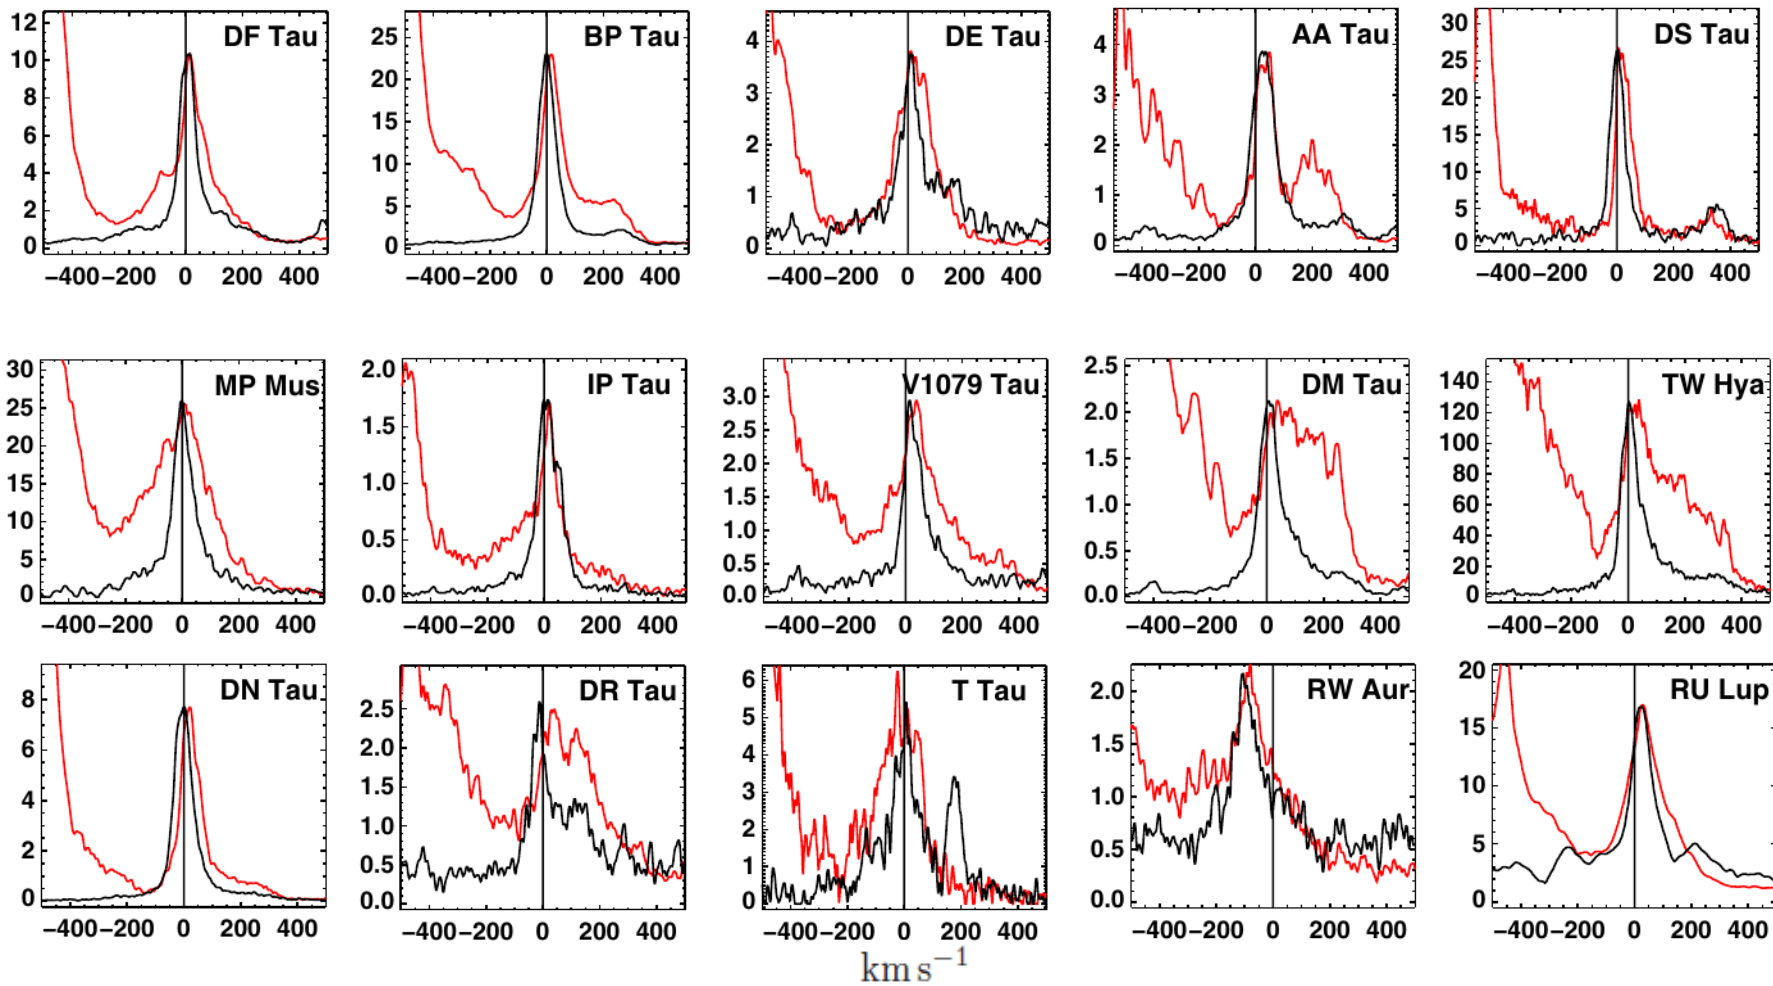 DF Tau BP Tau DE Tau AA Tau DS Tau
12 10 8 6 4 2 0
25 20 15 10 5 0
4 3 2 1 0
4 3 2 1 0
30 25 20 15 10 5 0
−400−200 0 200 400 −400−200 0 200 400 −400−200 0 200 400 −400−200 0 200 400 −400−200 0 200 400
MP Mus IP Tau V1079 Tau DM Tau TW Hya
30 25 20 15 10 5 0
2.0 1.5 1.0 0.5 0.0
3.0 2.5 2.0 1.5 1.0 0.5 0.0
2.5 2.0 1.5 1.0 0.5 0.0
140 120 100 80 60 40 20 0
−400−200 0 200 400 −400−200 0 200 400 −400−200 0 200 400 −400−200 0 200 400 −400−200 0 200 400
DN Tau DR Tau T Tau RW Aur RU Lup
8 6 4 2 0
2.5 2.0 1.5 1.0 0.5 0.0
6 5 4 3 2 1 0
2.0 1.5 1.0 0.5 0.0
20 15 10 5 0
−400−200 0 200 400 −400−200 0 200 400 −400−200 0 200 400 −400−200 0 200 400 −400−200 0 200 400
km s⁻¹